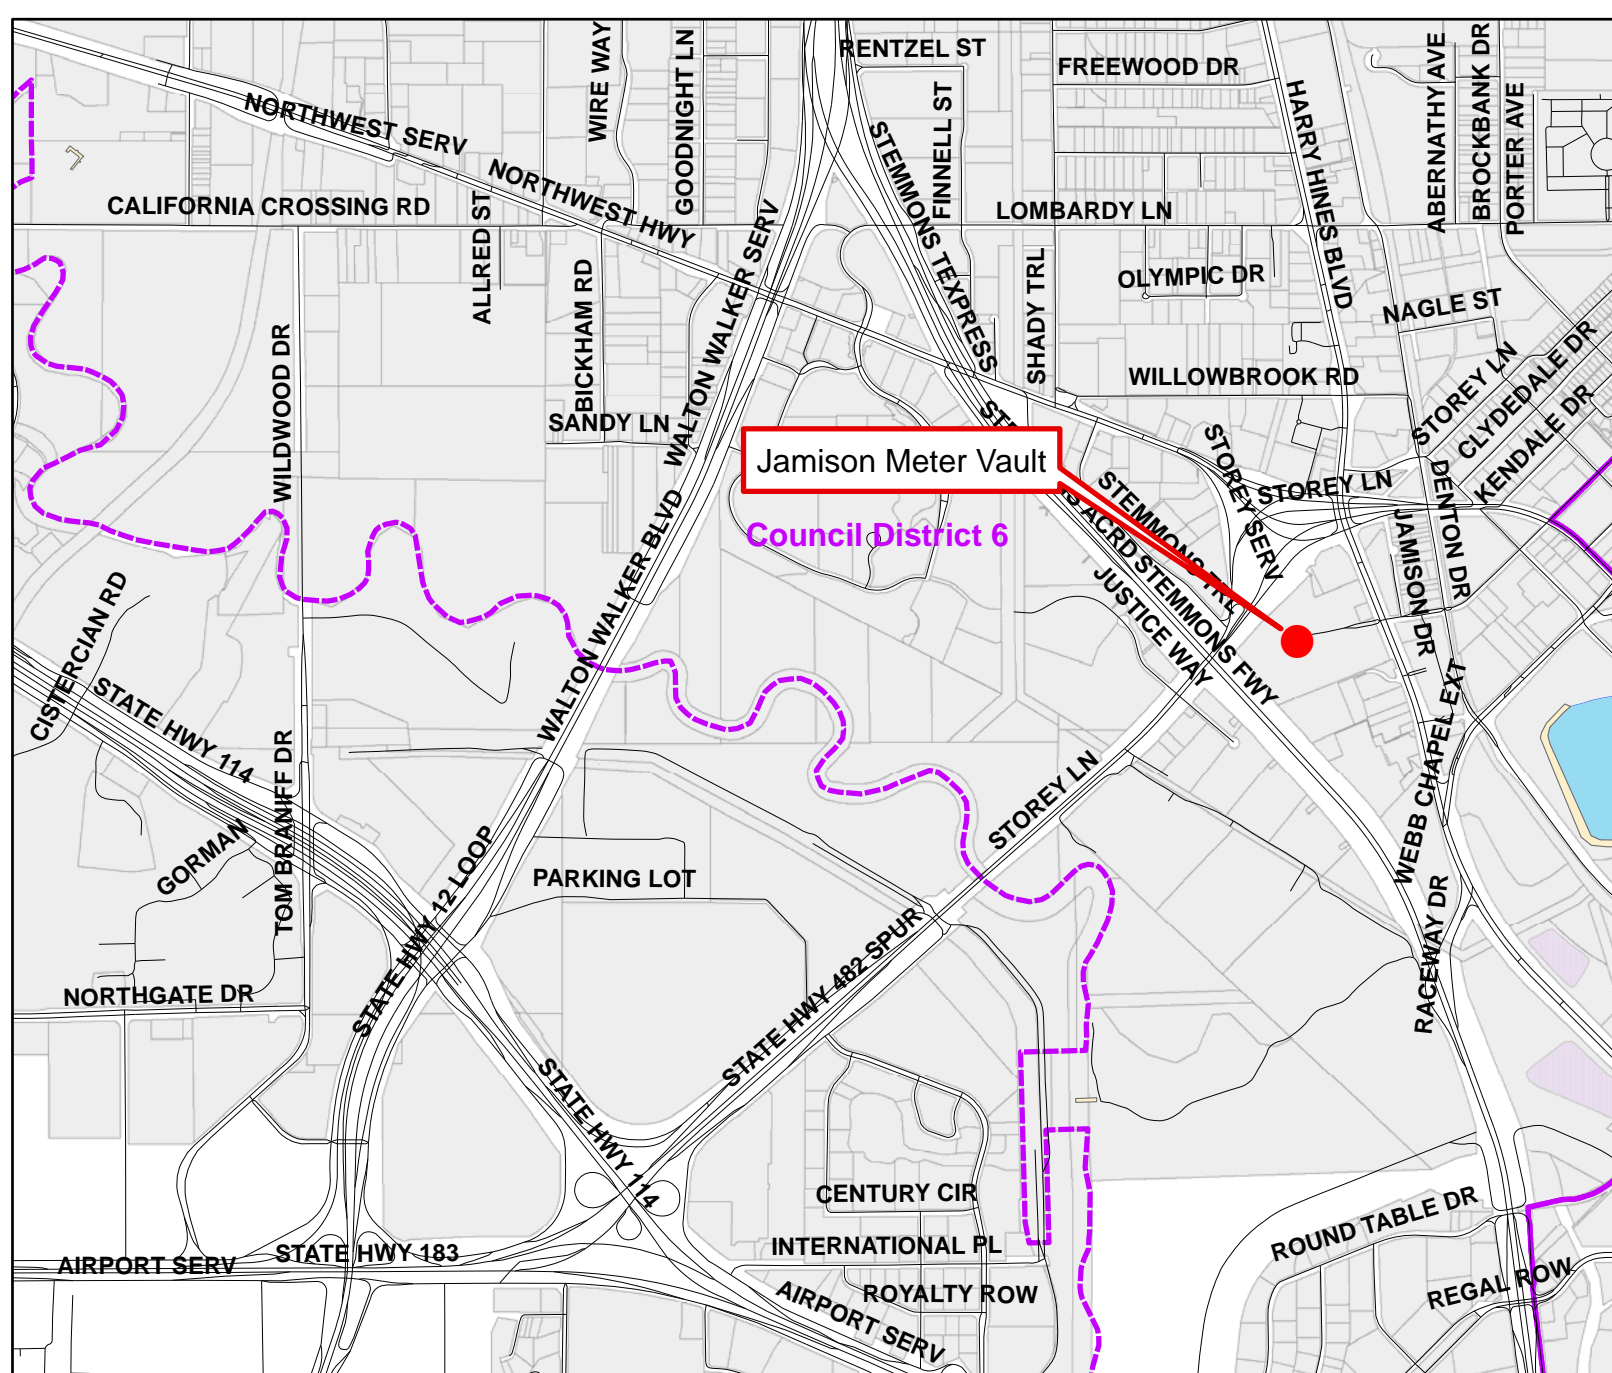 RENTZEL ST
FREEWOOD DR
WIRE WAY
GOODNIGHT LN
FINNELL ST
HARRY HINES BLVD
ABERNATHY AVE
BROCKBANK DR
PORTER AVE
NORTHWEST SERV
NORTHWEST HWY
CALIFORNIA CROSSING RD
ALLRED ST
STEMMONS TEXPRESS
LOMBARDY LN
WALTON WALKER SERV
BICKHAM RD
SHADY TRL
OLYMPIC DR
NAGLE ST
WILDWOOD DR
SANDY LN
WILLOWBROOK RD
STOREY LN
CLYDEDALE DR
KENDALE DR
Jamison Meter Vault
STOREY SERV
STOREY LN
DENTON DR
JAMISON DR
STEMMONS TRL
ACRD STEMMONS FWY
JUSTICE WAY
Council District 6
WALTON WALKER BLVD
WALTON WALKER BLVD
CISTERCIAN RD
STATE HWY 114
TOM BRANIFF DR
GORMAN
WEBB CHAPEL EXT
STOREY LN
STATE HWY 12 LOOP
PARKING LOT
RACEWAY DR
STATE HWY 482 SPUR
NORTHGATE DR
STATE HWY 114
CENTURY CIR
ROUND TABLE DR
INTERNATIONAL PL
AIRPORT SERV
STATE HWY 183
ROYALTY ROW
REGAL ROW
AIRPORT SERV